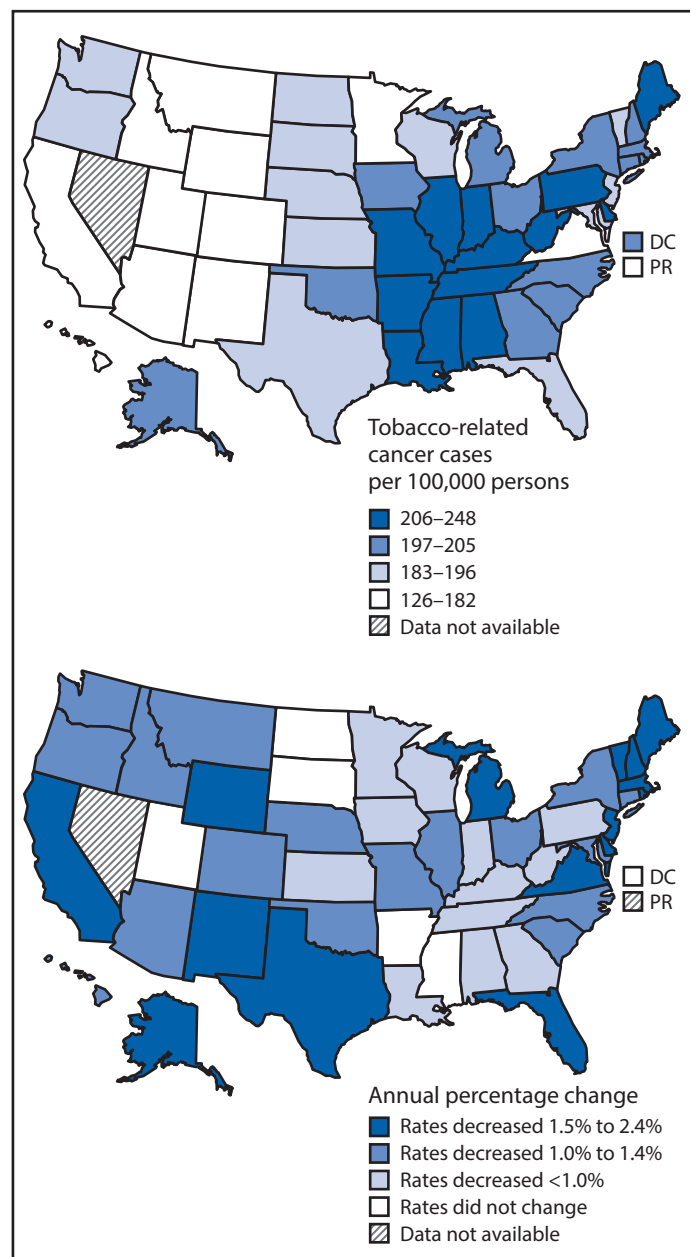 DC
PR
Tobacco-related
cancer cases
per 100,000 persons
206–248
197–205
183–196
126–182
Data not available
DC
PR
Annual percentage change
Rates decreased 1.5% to 2.4%
Rates decreased 1.0% to 1.4%
Rates decreased <1.0%
Rates did not change
Data not available